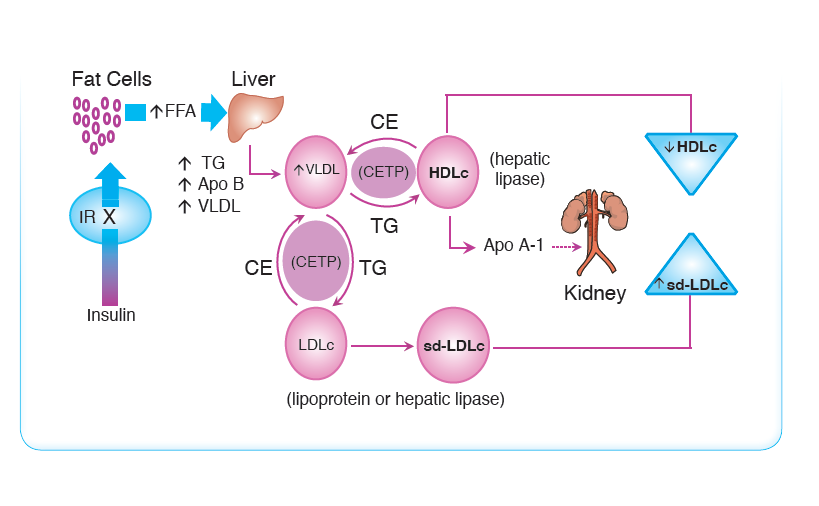 Fat Cells
Liver
↑FFA
CE
↑ TG
↑ Apo B
↑ VLDL
↑VLDL
(CETP)
HDLc
(hepatic
lipase)
↓HDLc
IR X
TG
Apo A-1
CE
(CETP)
TG
Kidney
↑sd-LDLc
Insulin
LDLc
sd-LDLc
(lipoprotein or hepatic lipase)